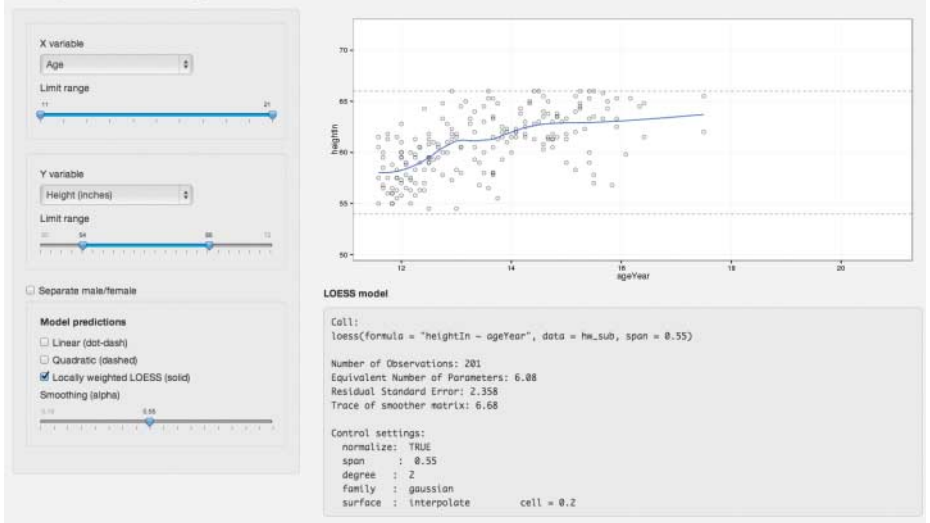 X variable
Age
Limit range
11 21
Y variable
Height (inches)
Limit range
54 66 72
Separate male/female
Model predictions
Linear (dot-dash)
Quadratic (dashed)
Locally weighted LOESS (solid)
Smoothing (alpha)
0.55
70
65
60
55
50
heightIn
12 14 16 18 20
ageYear
LOESS model
Call:
loess(formula = "heightIn ~ ageYear", data = hw_sub, span = 0.55)
Number of Observations: 201
Equivalent Number of Parameters: 6.08
Residual Standard Error: 2.358
Trace of smoother matrix: 6.68
Control settings:
normalize: TRUE
span : 0.55
degree : 2
family : gaussian
surface : interpolate cell = 0.2